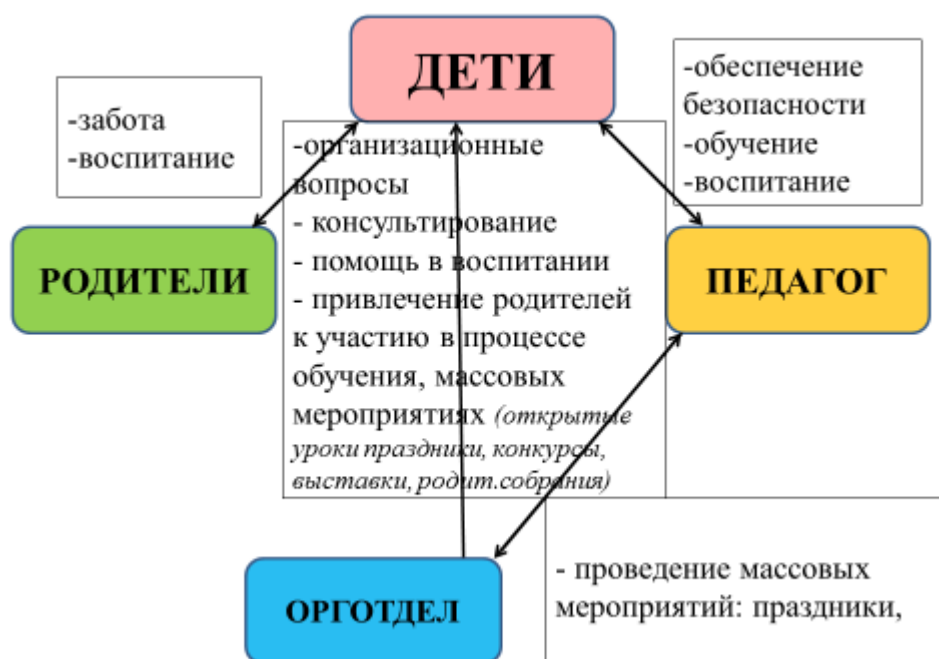 ДЕТИ
-забота
-воспитание
-обеспечение
безопасности
-обучение
-воспитание
-организационные
вопросы
- консультирование
- помощь в воспитании
- привлечение родителей
к участию в процессе
обучения, массовых
мероприятиях (открытые
уроки праздники, конкурсы,
выставки, родит.собрания)
РОДИТЕЛИ
ПЕДАГОГ
ОРГОТДЕЛ
- проведение массовых
мероприятий: праздники,